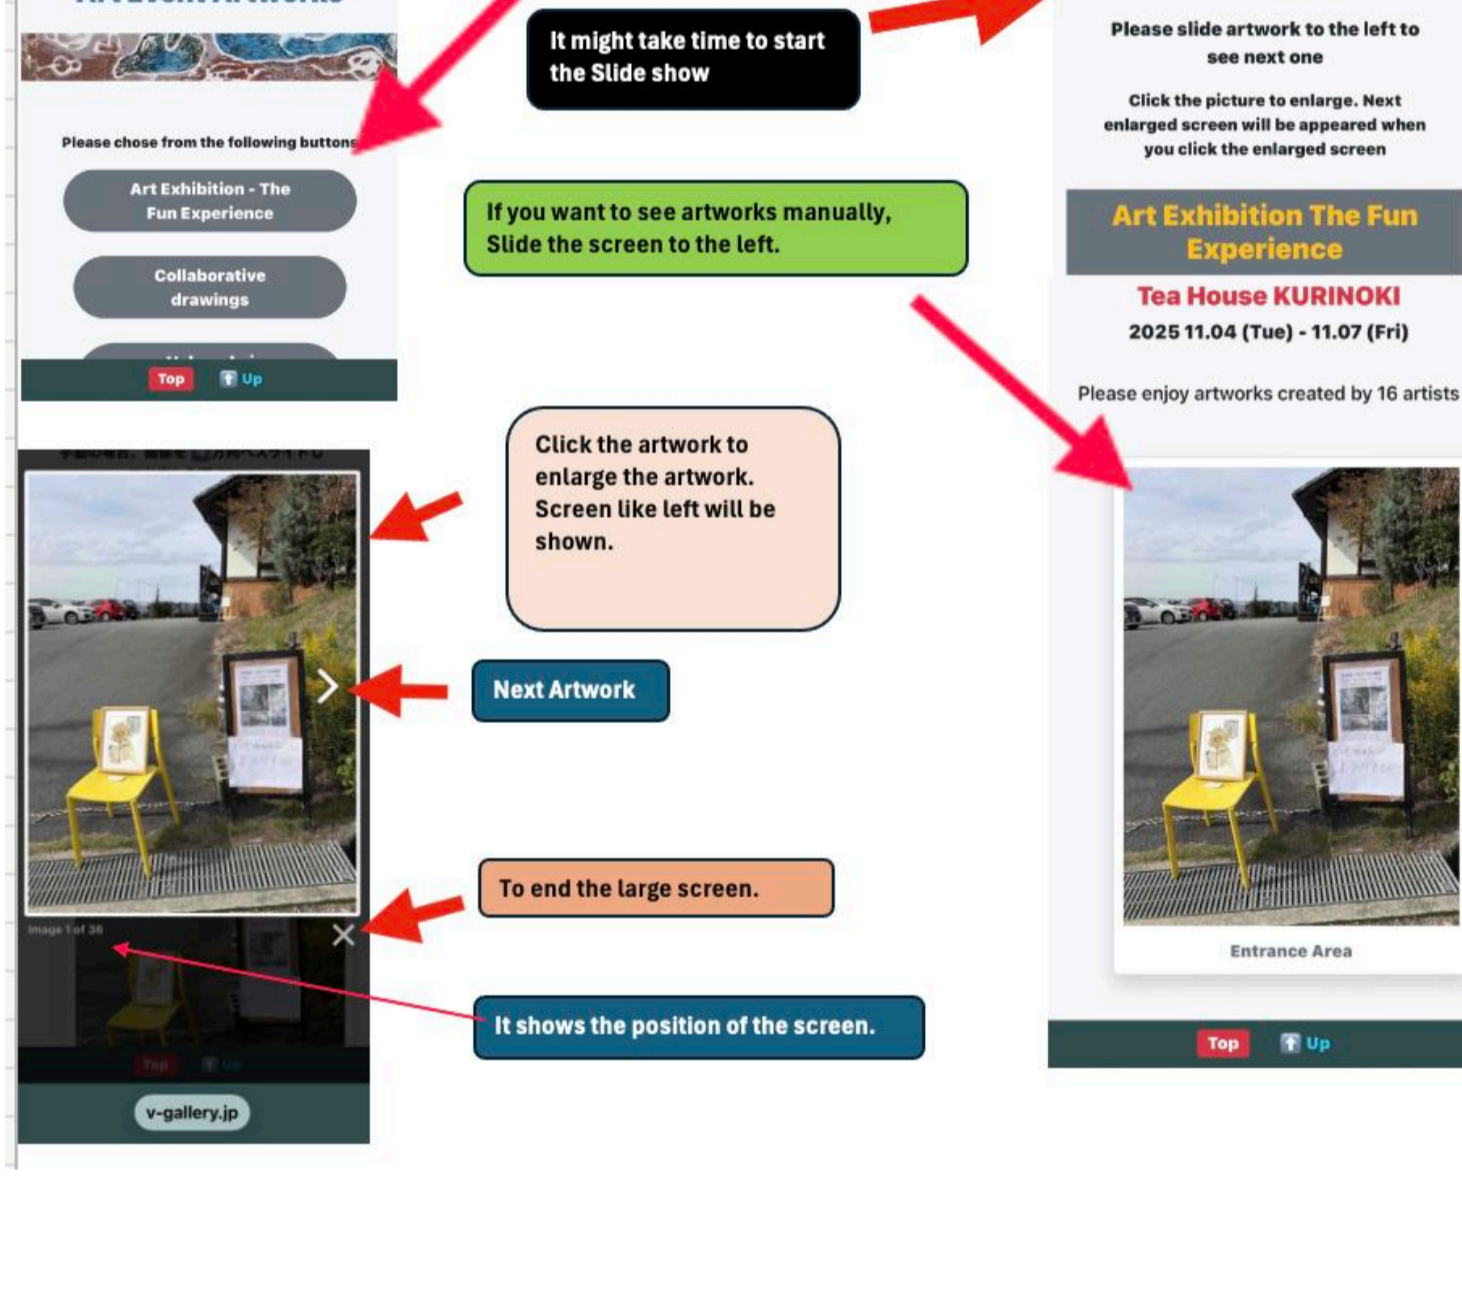 Art Event Artworks
Please chose from the following buttons
Art Exhibition - The
Fun Experience
Collaborative
drawings
Top
Up
It might take time to start
the Slide show
If you want to see artworks manually,
Slide the screen to the left.
Please slide artwork to the left to
see next one
Click the picture to enlarge. Next
enlarged screen will be appeared when
you click the enlarged screen
Art Exhibition The Fun
Experience
Tea House KURINOKI
2025 11.04 (Tue) - 11.07 (Fri)
Please enjoy artworks created by 16 artists
Entrance Area
Top
Up
Click the artwork to
enlarge the artwork.
Screen like left will be
shown.
Next Artwork
To end the large screen.
Image 1 of 36
It shows the position of the screen.
Top
Up
v-gallery.jp